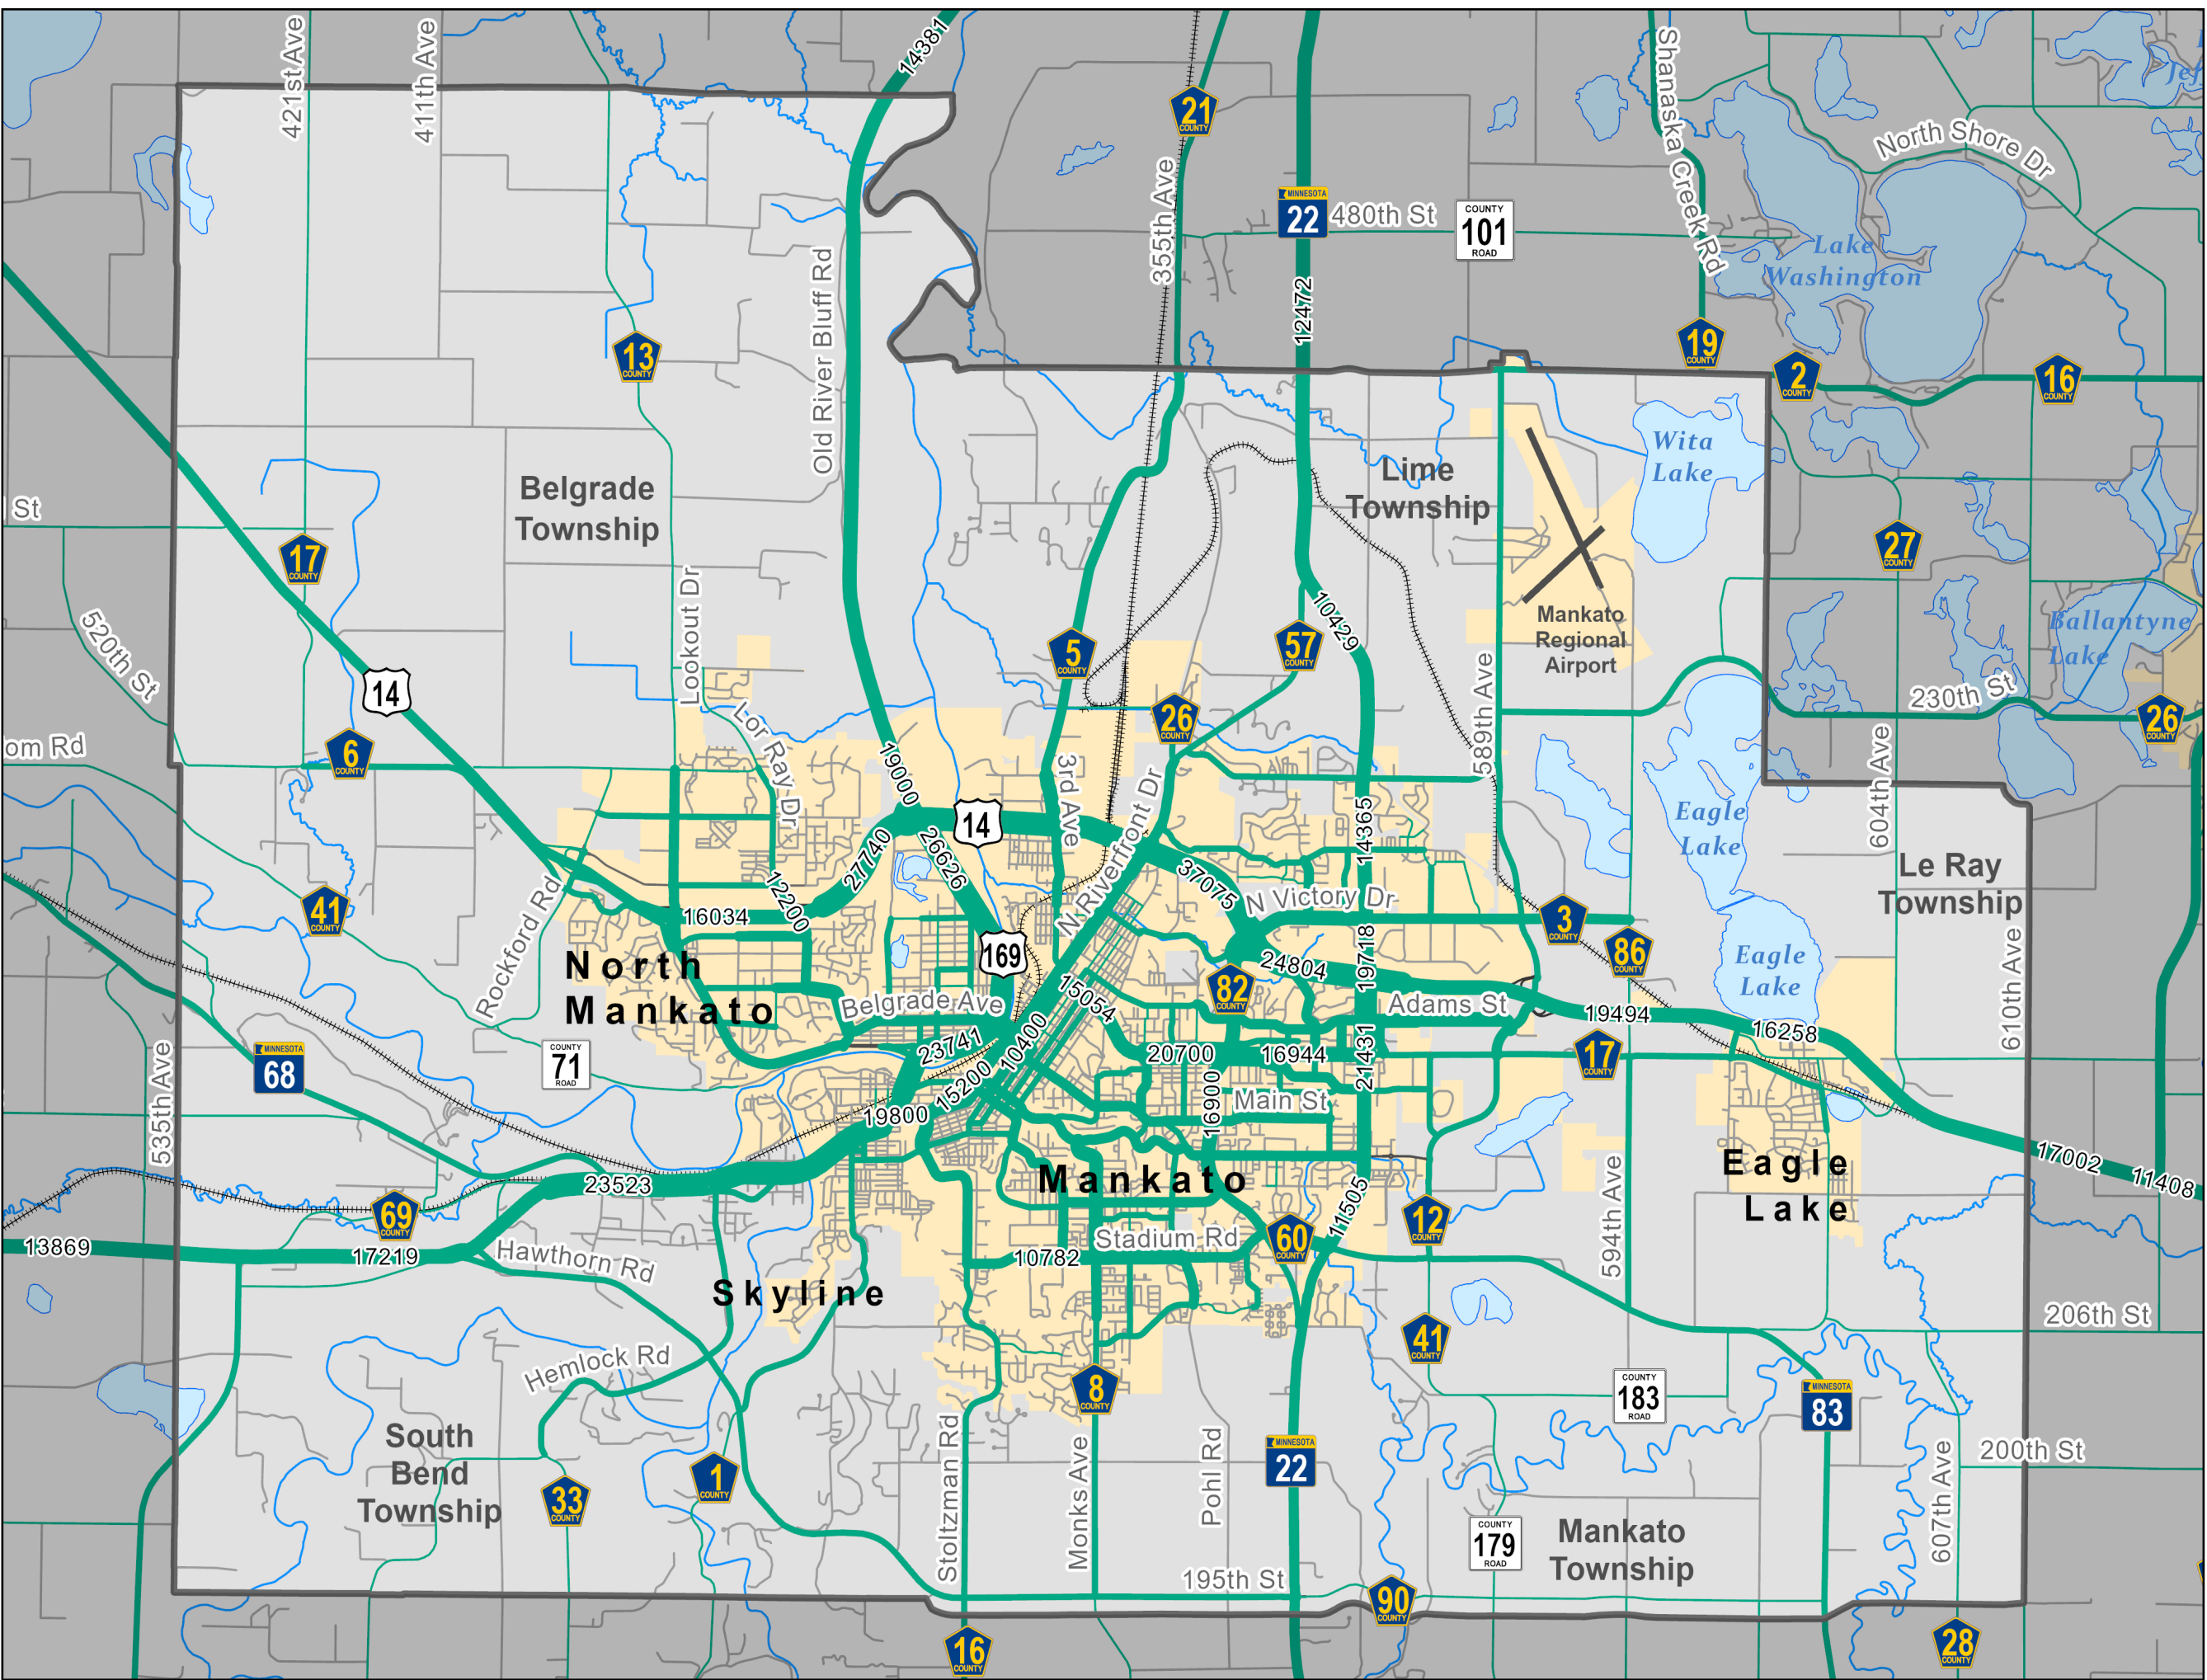 421st Ave
411th Ave
14381
21
COUNTY
355th Ave
MINNESOTA
22
480th St
COUNTY
101
ROAD
Shanaska Creek Rd
North Shore Dr
Lake
Washington
12472
Old River Bluff Rd
13
COUNTY
19
COUNTY
2
COUNTY
16
COUNTY
Belgrade
Township
Lime
Township
Wita
Lake
St
17
COUNTY
27
COUNTY
520th St
Lookout Dr
10429
Mankato
Regional
Airport
Ballantyne
Lake
5
COUNTY
57
COUNTY
589th Ave
230th St
14
26
COUNTY
26
COUNTY
om Rd
6
COUNTY
Lor Ray Dr
19000
3rd Ave
N Riverfront Dr
604th Ave
14
14365
Eagle
Lake
27740
26626
37075
Le Ray
Township
41
COUNTY
Rockford Rd
16034
12200
N Victory Dr
3
COUNTY
86
COUNTY
North
Mankato
169
24804
19718
Eagle
Lake
610th Ave
82
COUNTY
15054
Belgrade Ave
Adams St
19494
16258
535th Ave
MINNESOTA
68
COUNTY
71
ROAD
23741
10400
20700
16944
21431
17
COUNTY
15200
16900
Main St
19800
23523
Mankato
Eagle
Lake
17002
11408
69
COUNTY
594th Ave
12
COUNTY
11505
60
COUNTY
Stadium Rd
13869
17219
Hawthorn Rd
10782
Skyline
206th St
41
COUNTY
Hemlock Rd
8
COUNTY
COUNTY
183
ROAD
MINNESOTA
83
South
Bend
Township
1
COUNTY
33
COUNTY
Stoltzman Rd
Monks Ave
Pohl Rd
MINNESOTA
22
200th St
607th Ave
COUNTY
179
ROAD
Mankato
Township
195th St
90
COUNTY
16
COUNTY
28
COUNTY